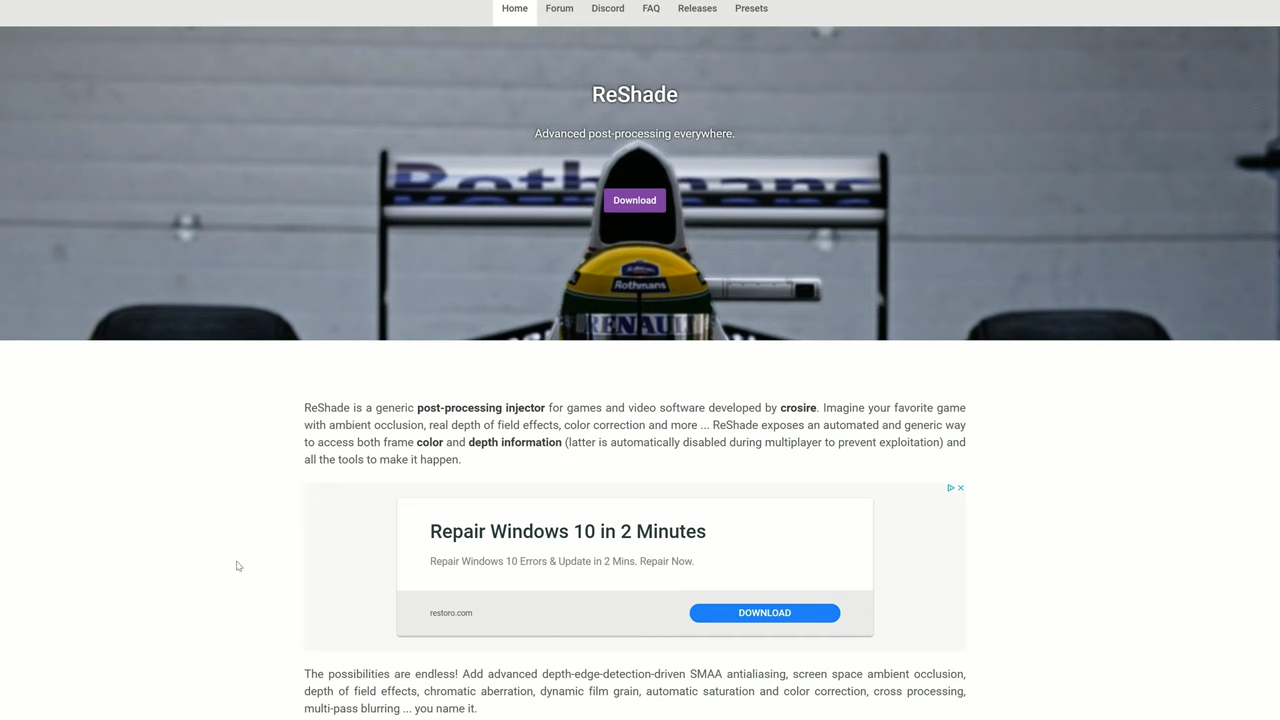 Home Forum Discord FAQ Releases Presets
ReShade
Advanced post-processing everywhere.
Rothmans
Download
Rothmans
RENAULT
ReShade is a generic post-processing injector for games and video software developed by crosire. Imagine your favorite game
with ambient occlusion, real depth of field effects, color correction and more ... ReShade exposes an automated and generic way
to access both frame color and depth information (latter is automatically disabled during multiplayer to prevent exploitation) and
all the tools to make it happen.
Repair Windows 10 in 2 Minutes
Repair Windows 10 Errors & Update in 2 Mins. Repair Now.
restoro.com DOWNLOAD
The possibilities are endless! Add advanced depth-edge-detection-driven SMAA antialiasing, screen space ambient occlusion,
depth of field effects, chromatic aberration, dynamic film grain, automatic saturation and color correction, cross processing,
multi-pass blurring ... you name it.